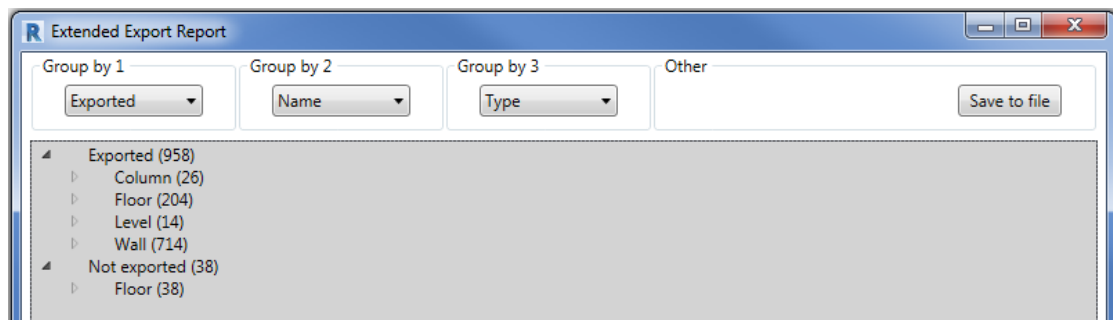 Extended Export Report
Group by 1
Group by 2
Group by 3
Other
Exported
Name
Type
Save to file
Exported (958)
Column (26)
Floor (204)
Level (14)
Wall (714)
Not exported (38)
Floor (38)